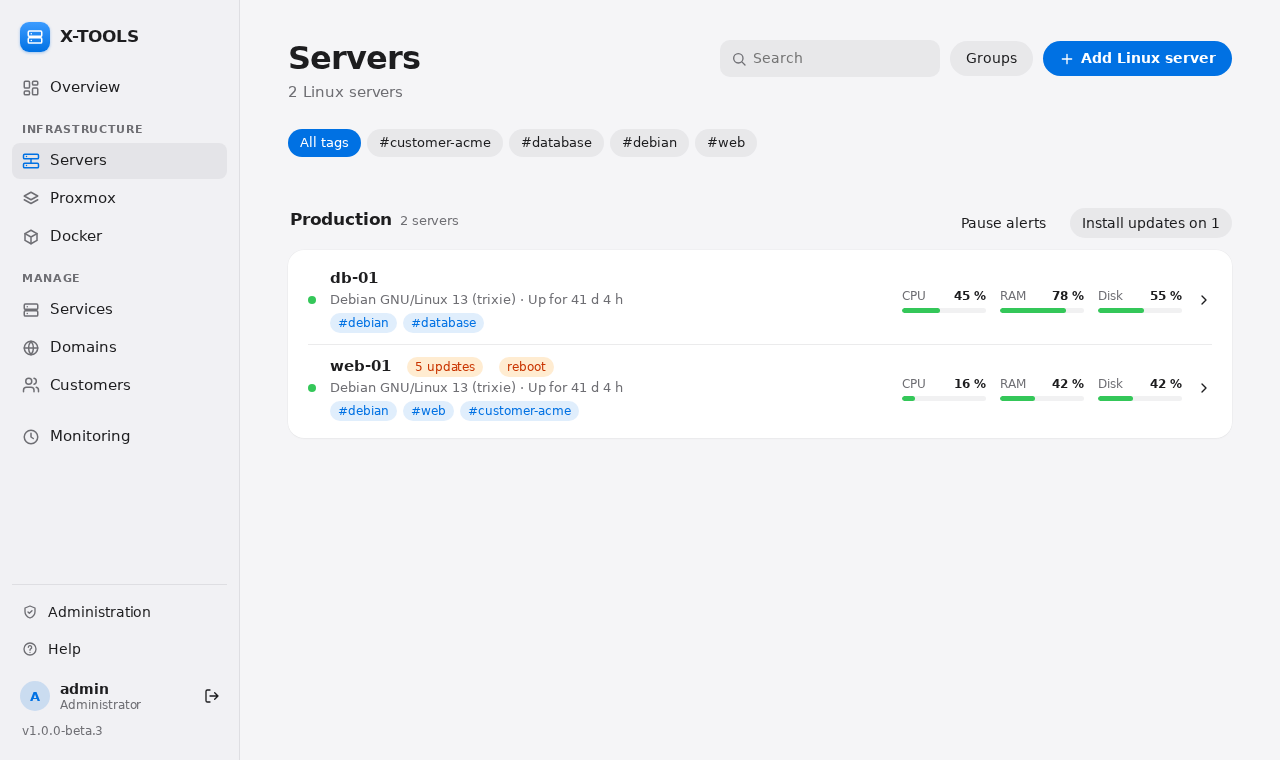 X-TOOLS
Overview
INFRASTRUCTURE
Servers
Proxmox
Docker
MANAGE
Services
Domains
Customers
Monitoring
Administration
Help
A
admin
Administrator
v1.0.0-beta.3
Servers
2 Linux servers
Search
Groups
Add Linux server
All tags
#customer-acme
#database
#debian
#web
Production 2 servers
Pause alerts
Install updates on 1
db-01
Debian GNU/Linux 13 (trixie) · Up for 41 d 4 h
#debian #database
CPU 45 %
RAM 78 %
Disk 55 %
web-01 5 updates reboot
Debian GNU/Linux 13 (trixie) · Up for 41 d 4 h
#debian #web #customer-acme
CPU 16 %
RAM 42 %
Disk 42 %